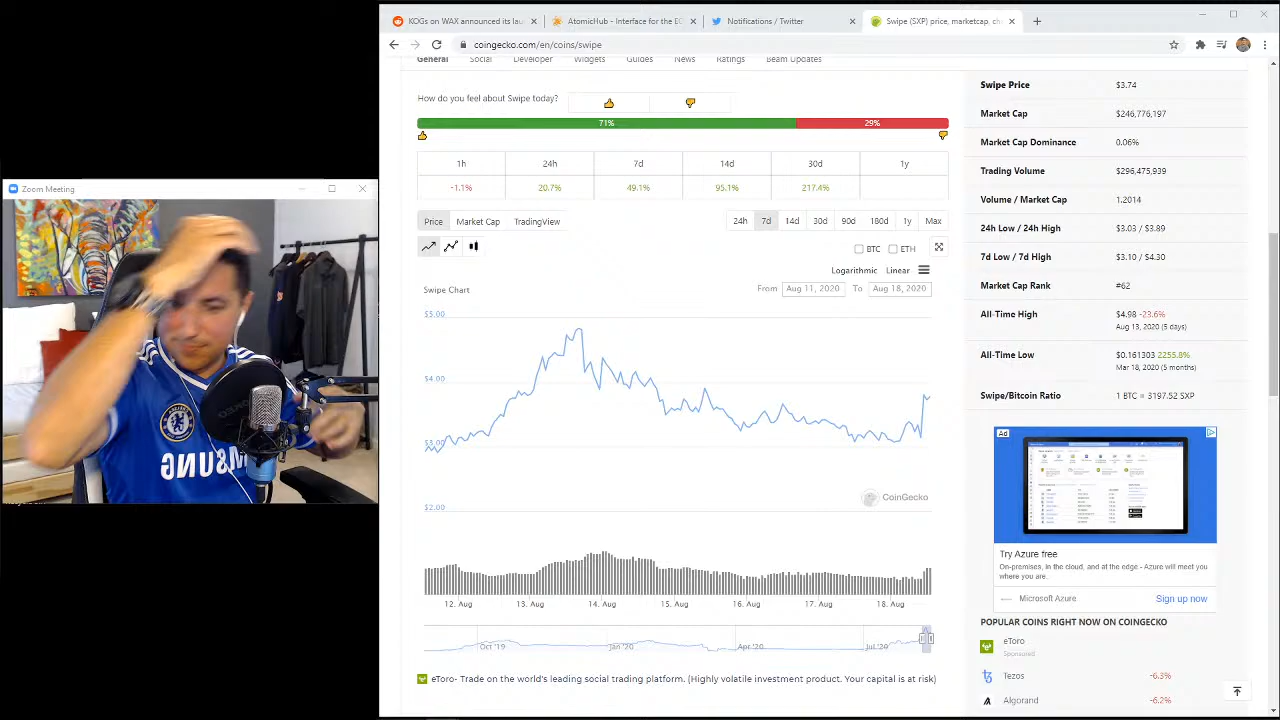 KOGs on WAX announced its lau
AtomicHub - Interface for the EO
Notifications / Twitter
Swipe (SXP) price, marketcap, ch
coingecko.com/en/coins/swipe
General Social Developer Widgets Guides News Ratings Beam Updates
How do you feel about Swipe today?
71% 29%
1h 24h 7d 14d 30d 1y
-1.1% 20.7% 49.1% 95.1% 217.4%
Price Market Cap TradingView
24h 7d 14d 30d 90d 180d 1y Max
BTC ETH
Logarithmic Linear
Swipe Chart
From Aug 11, 2020 To Aug 18, 2020
$5.00
$4.00
$3.00
$2.00
CoinGecko
12. Aug 13. Aug 14. Aug 15. Aug 16. Aug 17. Aug 18. Aug
Oct '19 Jan '20 Apr '20 Jul '20
eToro- Trade on the world's leading social trading platform. (Highly volatile investment product. Your capital is at risk)
Swipe Price $3.74
Market Cap $246,776,197
Market Cap Dominance 0.06%
Trading Volume $296,475,939
Volume / Market Cap 1.2014
24h Low / 24h High $3.03 / $3.89
7d Low / 7d High $3.10 / $4.30
Market Cap Rank #62
All-Time High $4.98 -23.6%
Aug 13, 2020 (5 days)
All-Time Low $0.161303 2255.8%
Mar 18, 2020 (5 months)
Swipe/Bitcoin Ratio 1 BTC = 3197.52 SXP
Ad
Try Azure free
On-premises, in the cloud, and at the edge - Azure will meet you
where you are.
Microsoft Azure Sign up now
POPULAR COINS RIGHT NOW ON COINGECKO
eToro
Sponsored
Tezos -6.3%
Algorand -6.2%
Zoom Meeting
SAMSUNG